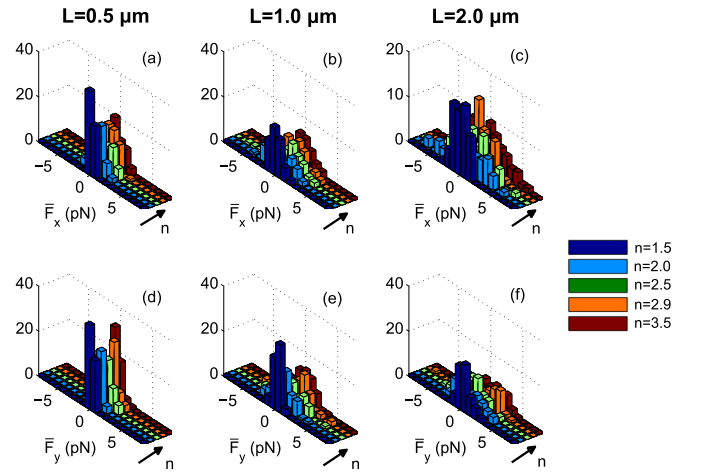 L=0.5 µm L=1.0 µm L=2.0 µm
40 20 0 (a) −5 0 5 F̅x (pN) n
40 20 0 (b) −5 0 5 F̅x (pN) n
20 10 0 (c) −5 0 5 F̅x (pN) n
n=1.5
n=2.0
n=2.5
n=2.9
n=3.5
40 20 0 (d) −5 0 5 F̅y (pN) n
40 20 0 (e) −5 0 5 F̅y (pN) n
40 20 0 (f) −5 0 5 F̅y (pN) n